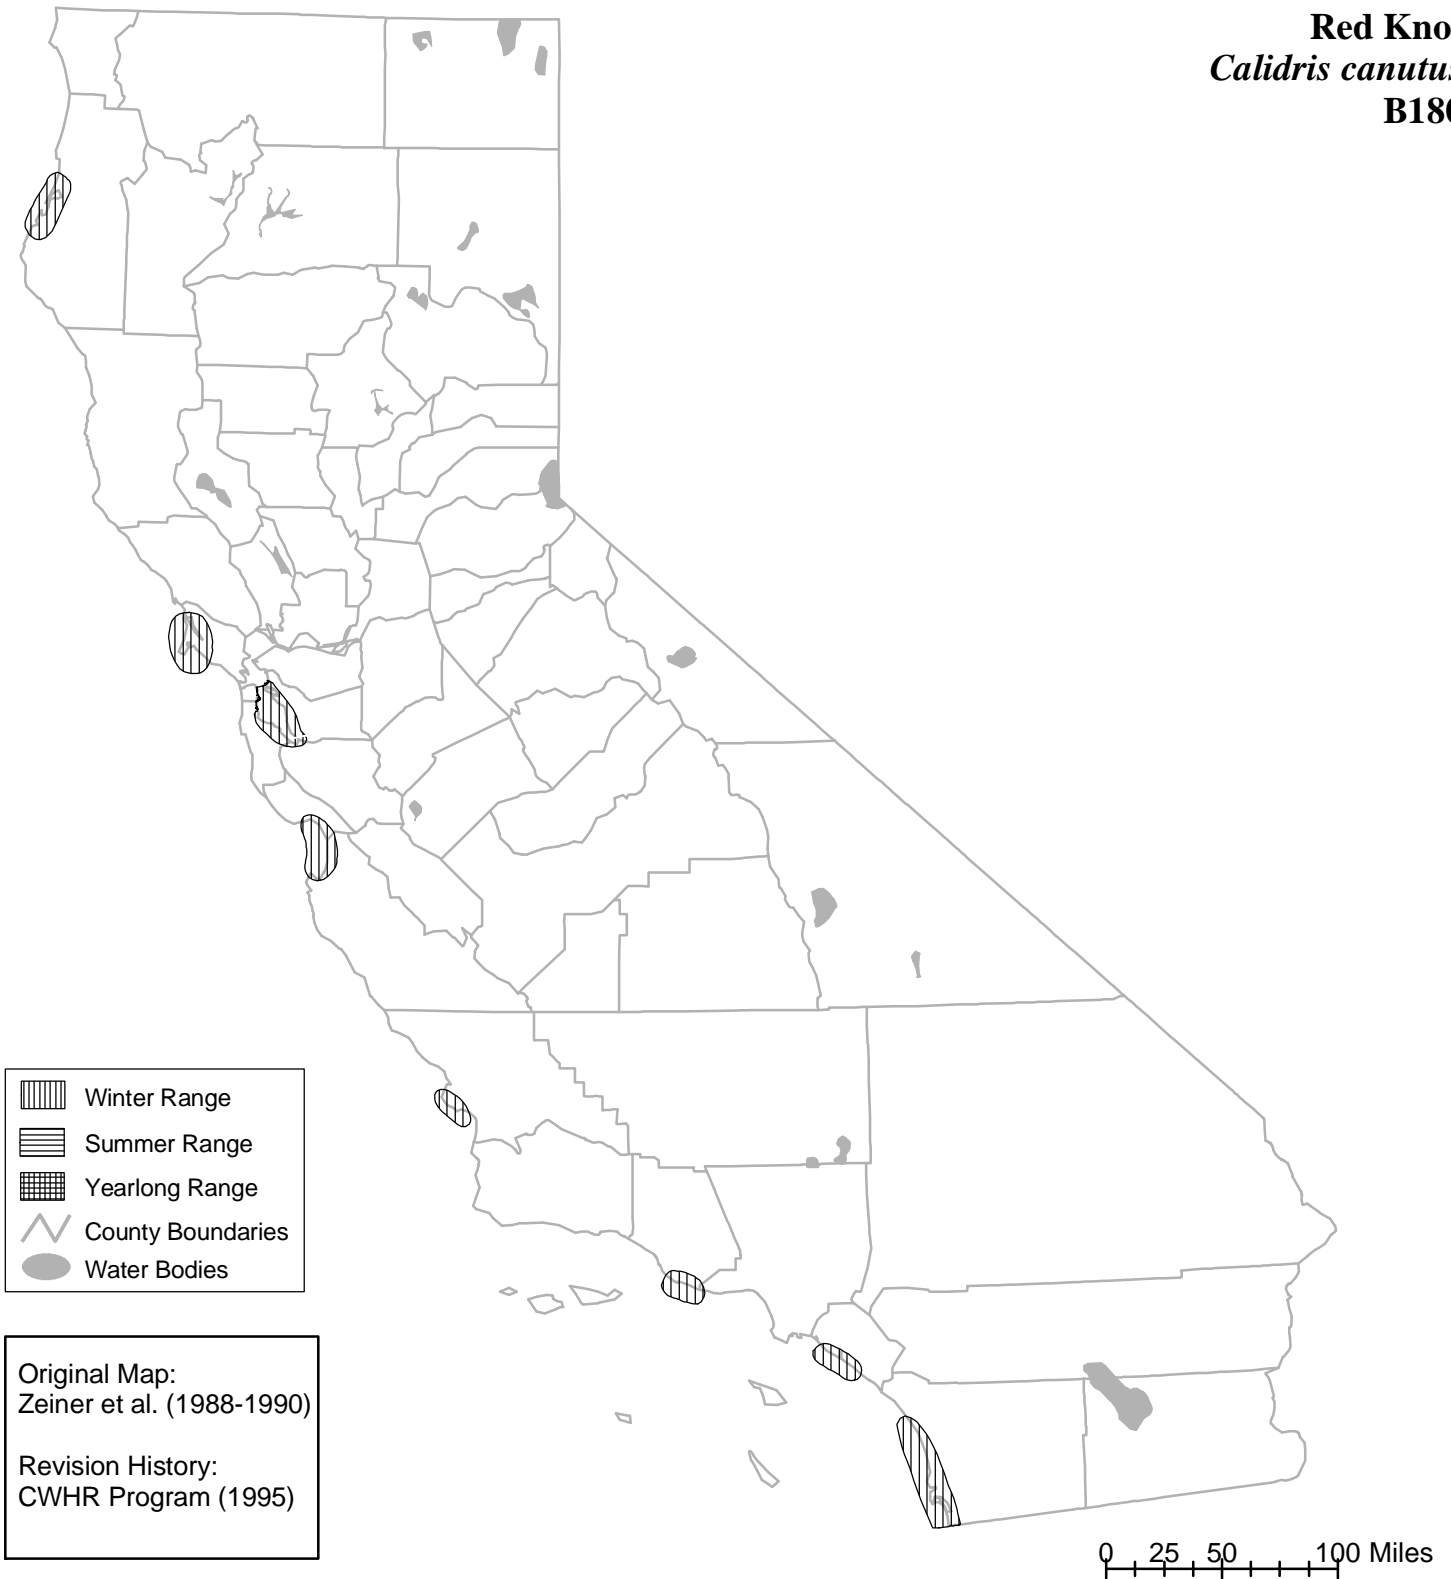 Red Kno
Calidris canutus
B180
Winter Range
Summer Range
Yearlong Range
County Boundaries
Water Bodies
Original Map:
Zeiner et al. (1988-1990)
Revision History:
CWHR Program (1995)
0 25 50 100 Miles